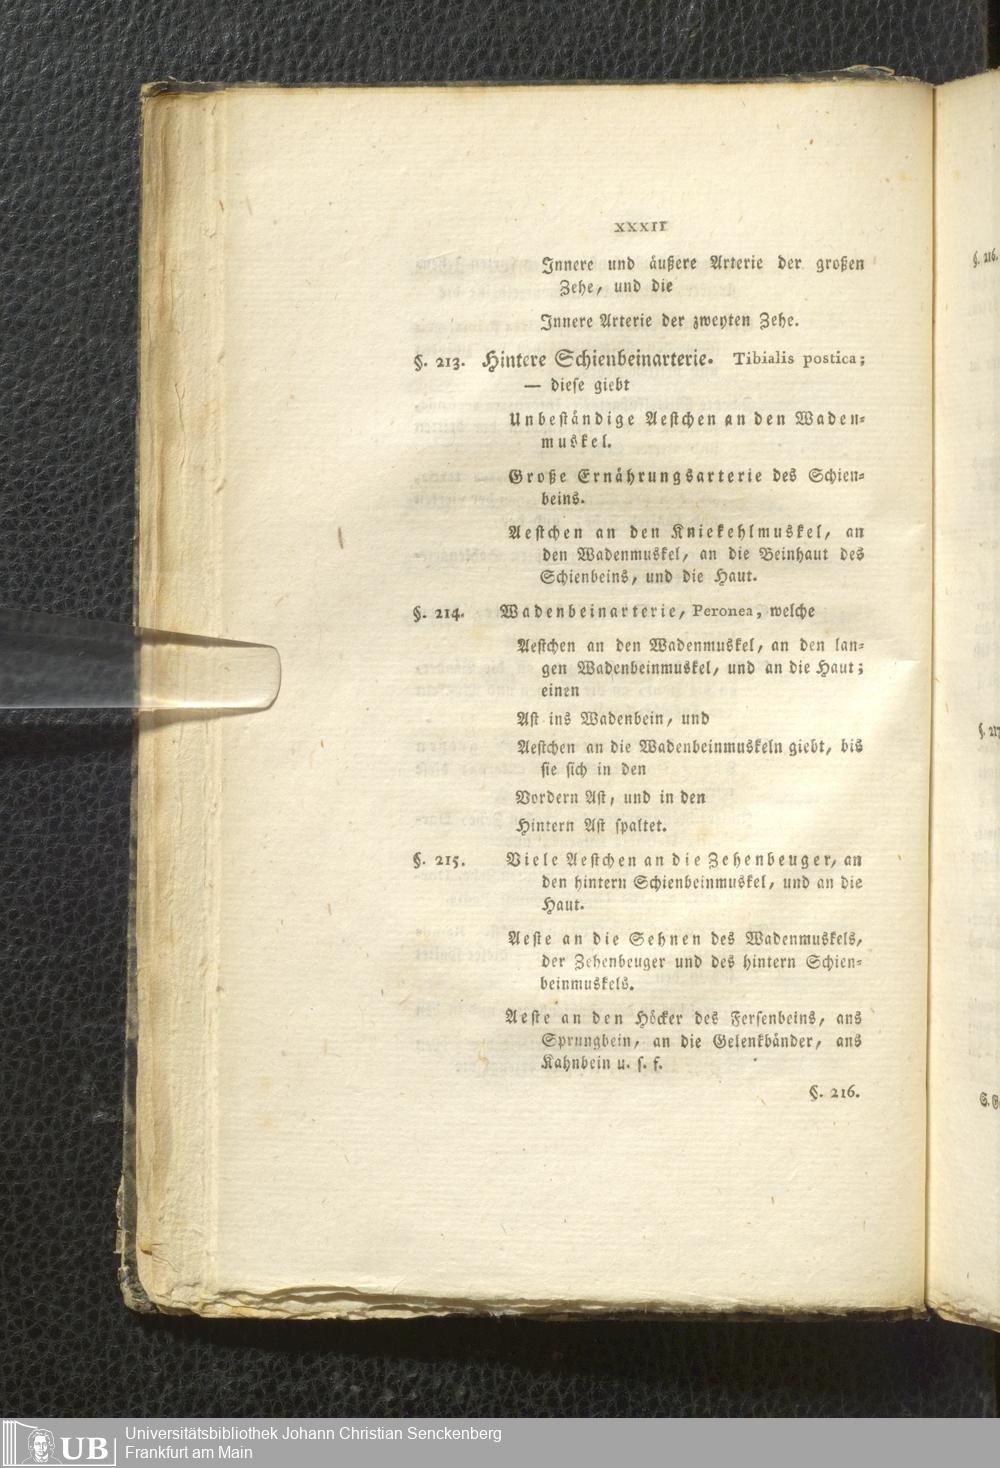 XXXII
Innere und äußere Arterie der großen
Zehe, und die
Innere Arterie der zweyten Zehe.
§. 213. Hintere Schienbeinarterie. Tibialis postica;
— diese giebt
Unbeständige Aestchen an den Waden-
muskel.
Große Ernährungsarterie des Schien-
beins.
Aestchen an den Kniekehlmuskel, an
den Wadenmuskel, an die Beinhaut des
Schienbeins, und die Haut.
§. 214. Wadenbeinarterie, Peronea, welche
Aestchen an den Wadenmuskel, an den lan-
gen Wadenbeinmuskel, und an die Haut;
einen
Ast ins Wadenbein, und
Aestchen an die Wadenbeinmuskeln giebt, bis
sie sich in den
Vordern Ast, und in den
Hintern Ast spaltet.
§. 215. Viele Aestchen an die Zehenbeuger, an
den hintern Schienbeinmuskel, und an die
Haut.
Aeste an die Sehnen des Wadenmuskels,
der Zehenbeuger und des hintern Schien-
beinmuskels.
Aeste an den Höcker des Fersenbeins, ans
Sprungbein, an die Gelenkbänder, ans
Kahnbein u. s. f.
§. 216.
§. 216.
§. 217
UB
Universitätsbibliothek Johann Christian Senckenberg
Frankfurt am Main